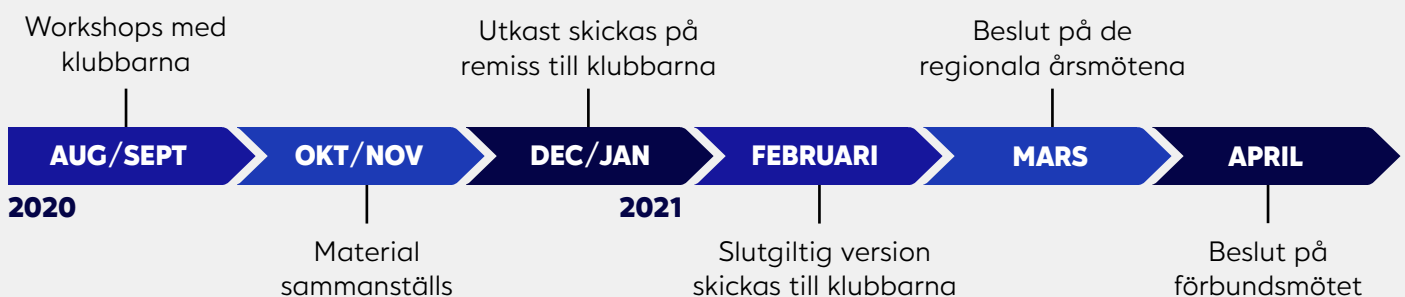 Workshops med
klubbarna
Utkast skickas på
remiss till klubbarna
Beslut på de
regionala årsmötena
AUG/SEPT
OKT/NOV
DEC/JAN
FEBRUARI
MARS
APRIL
2020
2021
Material
sammanställs
Slutgiltig version
skickas till klubbarna
Beslut på
förbundsmötet